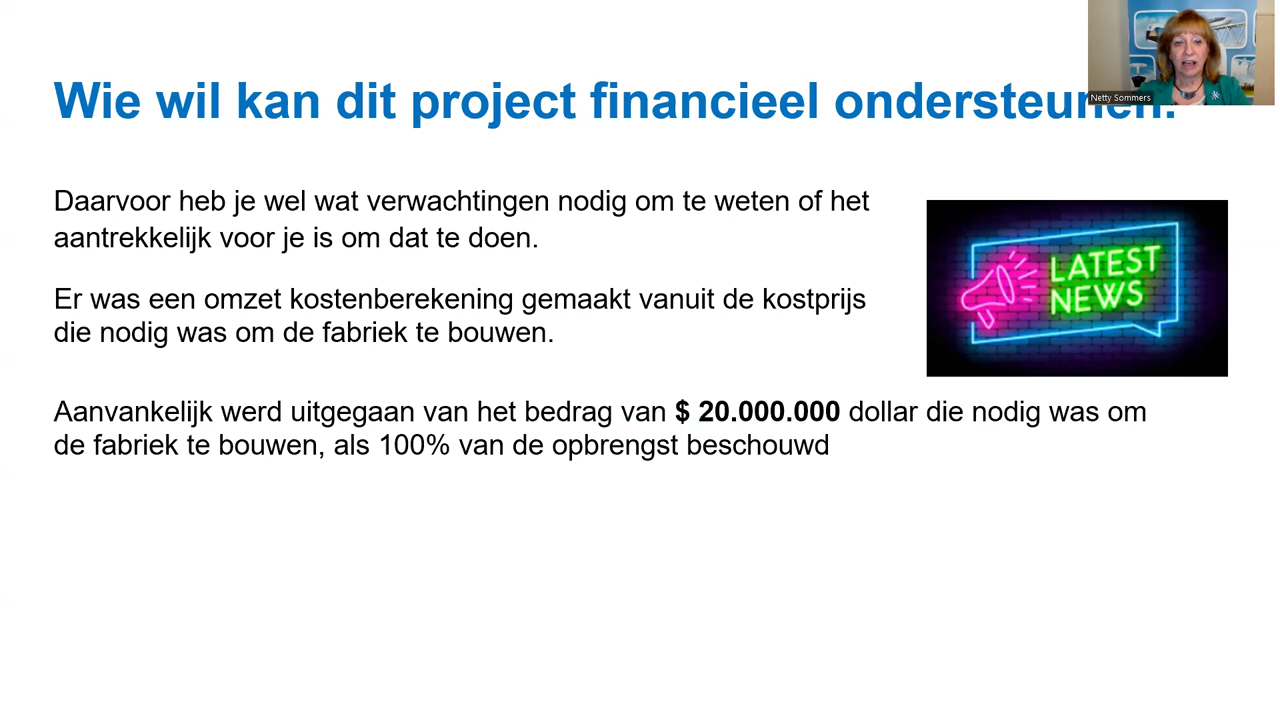 Wie wil kan dit project financieel ondersteunen.
Netty Sommers
Daarvoor heb je wel wat verwachtingen nodig om te weten of het
aantrekkelijk voor je is om dat te doen.
LATEST
NEWS
Er was een omzet kostenberekening gemaakt vanuit de kostprijs
die nodig was om de fabriek te bouwen.
Aanvankelijk werd uitgegaan van het bedrag van $ 20.000.000 dollar die nodig was om
de fabriek te bouwen, als 100% van de opbrengst beschouwd